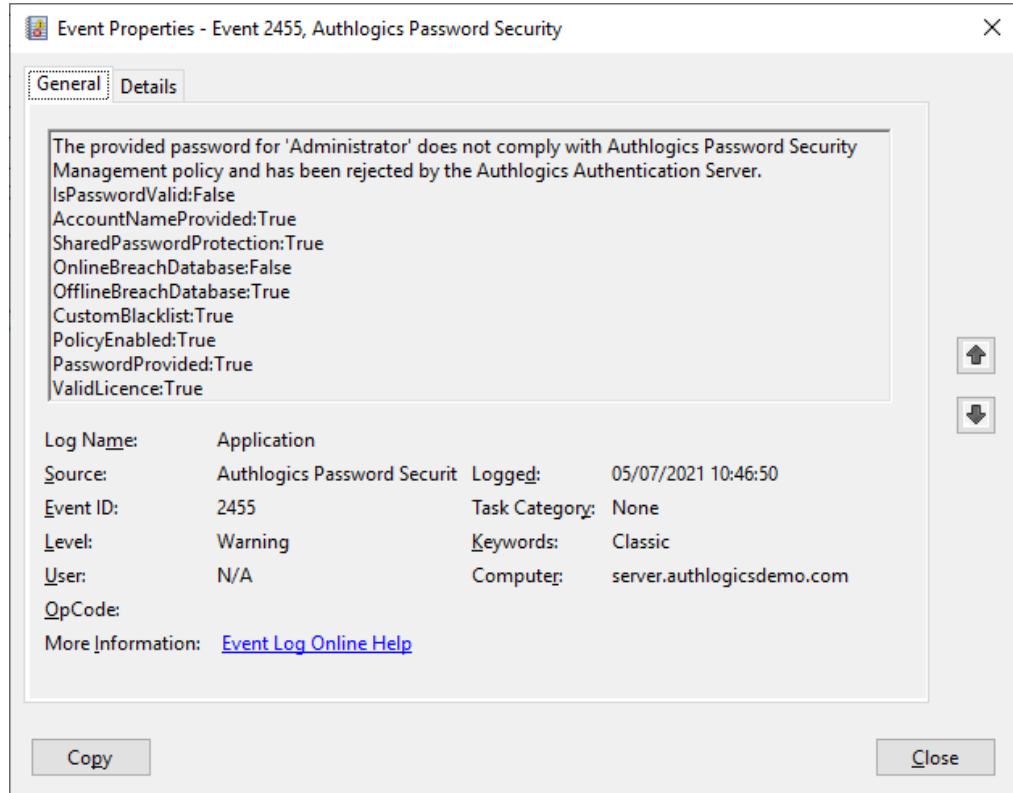 Event Properties - Event 2455, Authlogics Password Security
General Details
The provided password for 'Administrator' does not comply with Authlogics Password Security
Management policy and has been rejected by the Authlogics Authentication Server.
IsPasswordValid:False
AccountNameProvided:True
SharedPasswordProtection:True
OnlineBreachDatabase:False
OfflineBreachDatabase:True
CustomBlacklist:True
PolicyEnabled:True
PasswordProvided:True
ValidLicence:True
Log Name: Application
Source: Authlogics Password Securit Logged: 05/07/2021 10:46:50
Event ID: 2455 Task Category: None
Level: Warning Keywords: Classic
User: N/A Computer: server.authlogicsdemo.com
OpCode:
More Information: Event Log Online Help
Copy Close